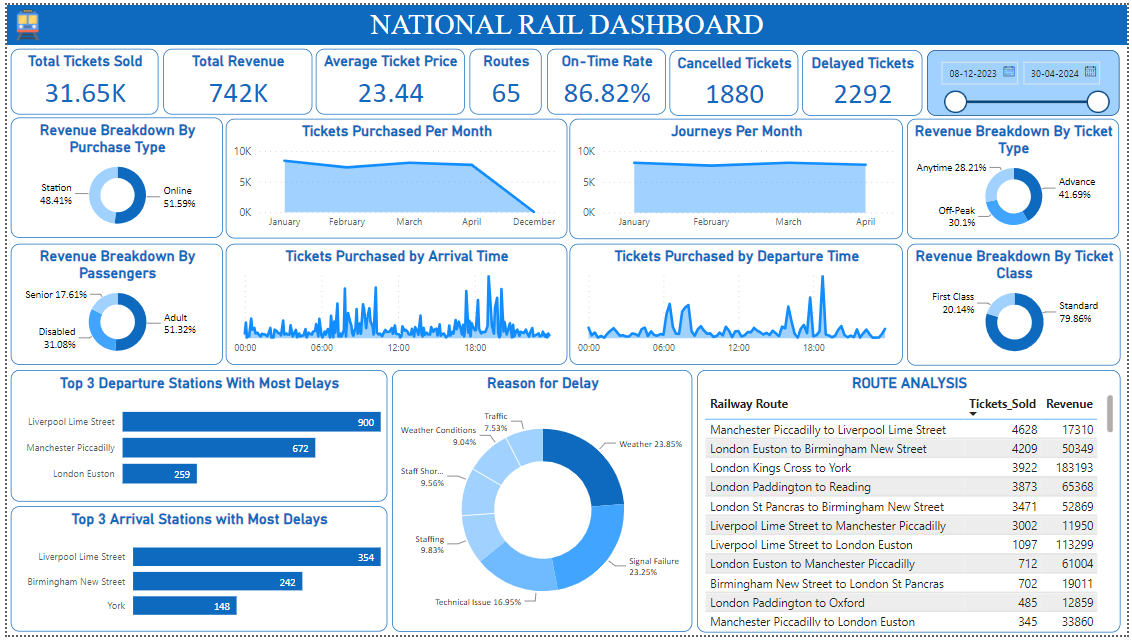 NATIONAL RAIL DASHBOARD
Total Tickets Sold
31.65K
Total Revenue
742K
Average Ticket Price
23.44
Routes
65
On-Time Rate
86.82%
Cancelled Tickets
1880
Delayed Tickets
2292
08-12-2023
30-04-2024
Revenue Breakdown By
Purchase Type
Station
48.41%
Online
51.59%
Tickets Purchased Per Month
10K
5K
0K
January
February
March
April
December
Journeys Per Month
10K
5K
0K
January
February
March
April
Revenue Breakdown By Ticket
Type
Anytime 28.21%
Advance
41.69%
Off-Peak
30.1%
Revenue Breakdown By
Passengers
Senior 17.61%
Adult
51.32%
Disabled
31.08%
Tickets Purchased by Arrival Time
00:00
06:00
12:00
18:00
Tickets Purchased by Departure Time
00:00
06:00
12:00
18:00
Revenue Breakdown By Ticket
Class
First Class
20.14%
Standard
79.86%
Top 3 Departure Stations With Most Delays
Liverpool Lime Street
900
Manchester Piccadilly
672
London Euston
259
Top 3 Arrival Stations with Most Delays
Liverpool Lime Street
354
Birmingham New Street
242
York
148
Reason for Delay
Traffic
7.53%
Weather Conditions
9.04%
Staff Shor...
9.56%
Staffing
9.83%
Technical Issue 16.95%
Weather 23.85%
Signal Failure
23.25%
ROUTE ANALYSIS
Railway Route Tickets_Sold Revenue
Manchester Piccadilly to Liverpool Lime Street 4628 17310
London Euston to Birmingham New Street 4209 50349
London Kings Cross to York 3922 183193
London Paddington to Reading 3873 65368
London St Pancras to Birmingham New Street 3471 52869
Liverpool Lime Street to Manchester Piccadilly 3002 11950
Liverpool Lime Street to London Euston 1097 113299
London Euston to Manchester Piccadilly 712 61004
Birmingham New Street to London St Pancras 702 19011
London Paddington to Oxford 485 12859
Manchester Piccadilly to London Euston 345 33860